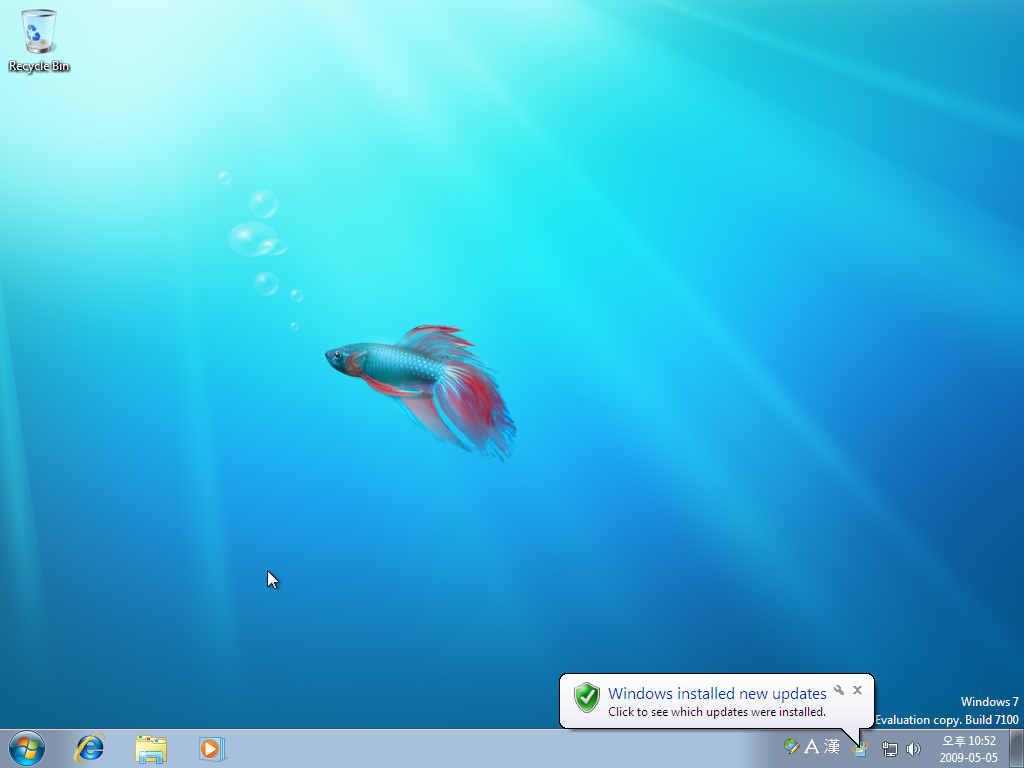 Recycle Bin
Windows installed new updates
Click to see which updates were installed.
Windows 7
Evaluation copy. Build 7100
A 漢
오후 10:52
2009-05-05